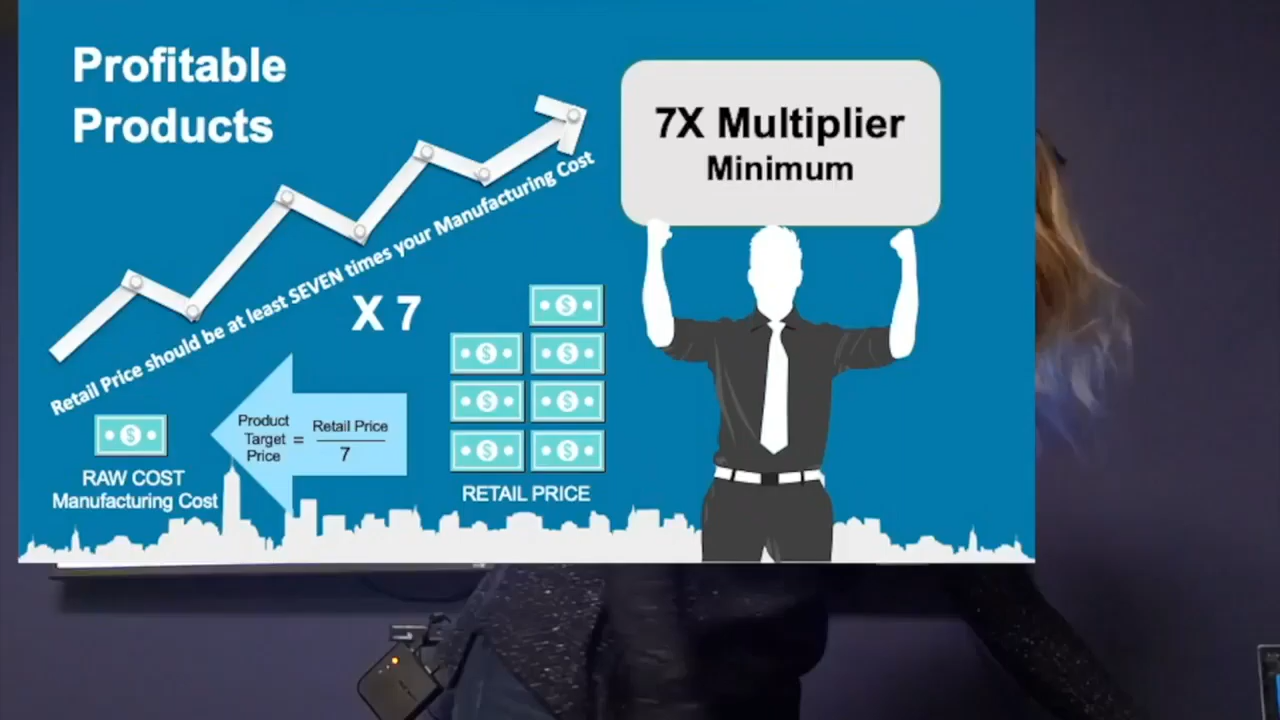 Profitable
Products
7X Multiplier
Minimum
Retail Price should be at least SEVEN times your Manufacturing Cost
X 7
Product
Target
Price
=
Retail Price
7
RAW COST
Manufacturing Cost
RETAIL PRICE